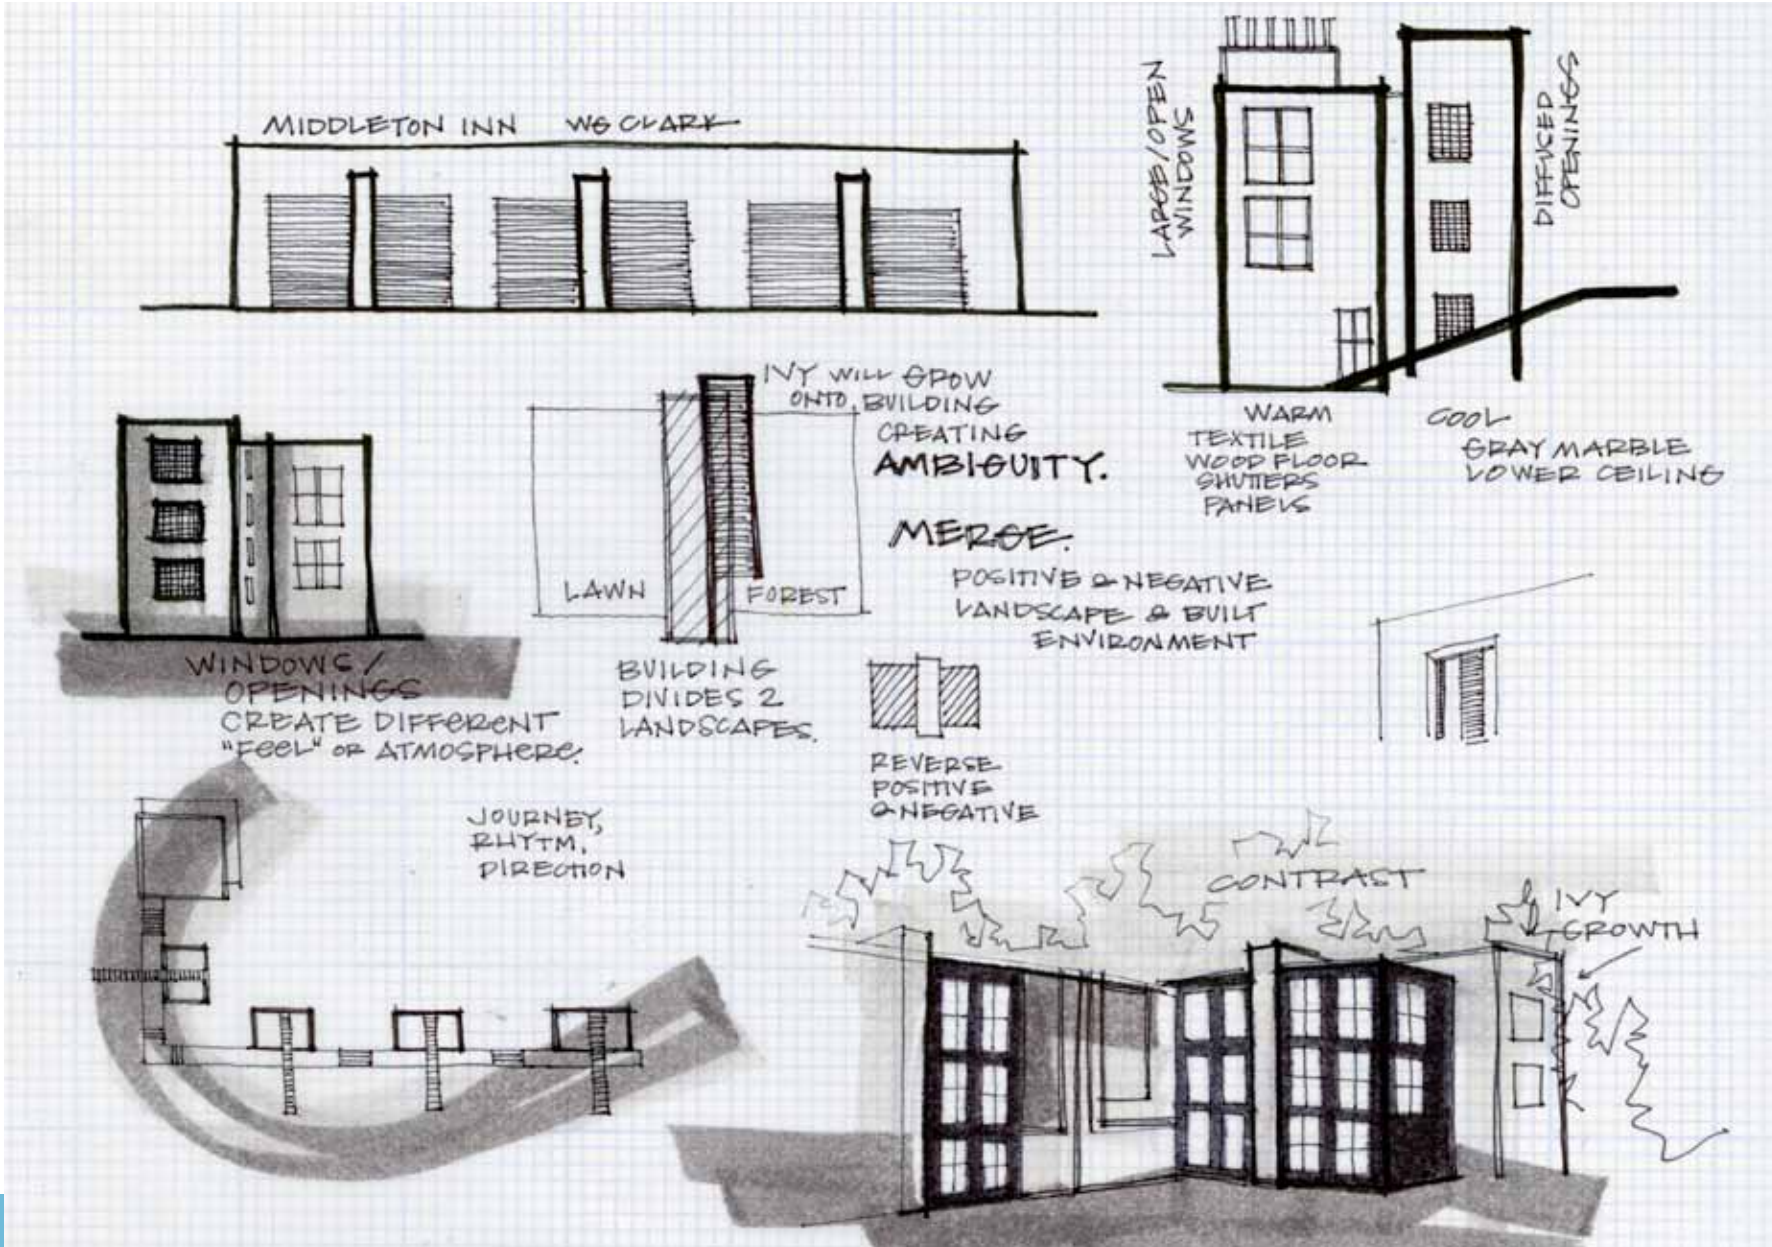 MIDDLETON INN WG CLARK
LARGE/OPEN
WINDOWS
DIFFUCED
OPENINGS
WARM
TEXTILE
WOOD FLOOR
SHUTTERS
PANELS
COOL
GRAY MARBLE
LOWER CEILING
IVY WILL GROW
ONTO BUILDING
CREATING
AMBIGUITY.
MERGE.
POSITIVE & NEGATIVE
LANDSCAPE & BUILT
ENVIRONMENT
LAWN
FOREST
BUILDING
DIVIDES 2
LANDSCAPES.
WINDOWS/
OPENINGS
CREATE DIFFERENT
"FEEL" OR ATMOSPHERE.
REVERSE
POSITIVE
& NEGATIVE
JOURNEY,
RHYTM,
DIRECTION
CONTRAST
IVY
GROWTH